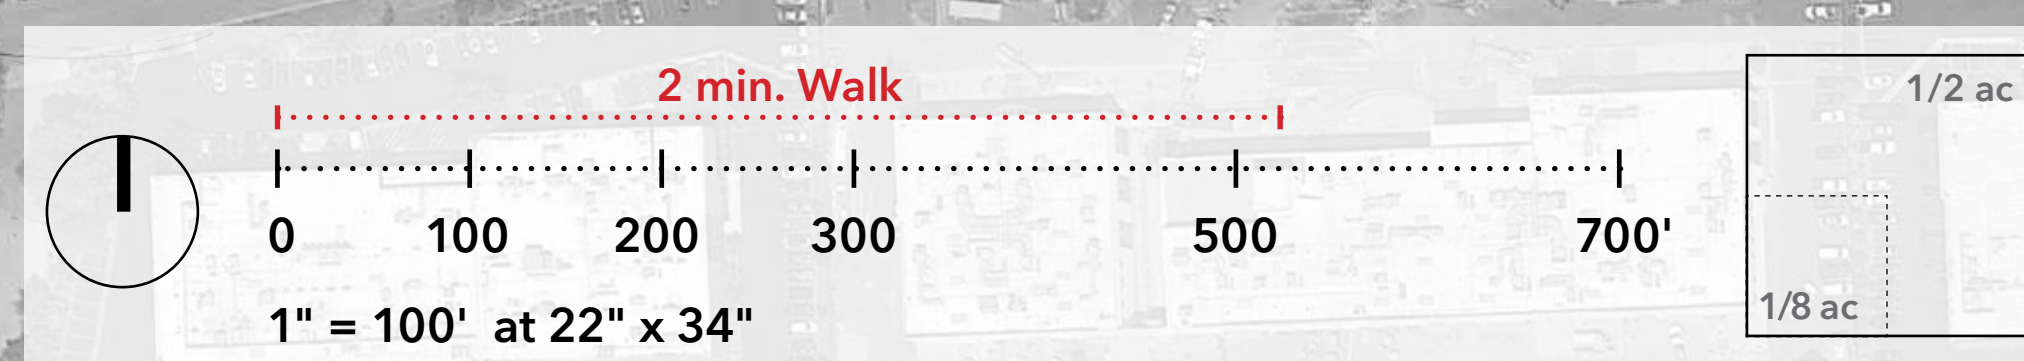 2 min. Walk
0 100 200 300 500 700'
1" = 100' at 22" x 34"
1/2 ac
1/8 ac